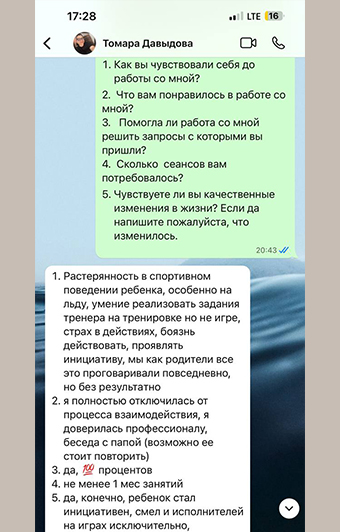 17:28
LTE 16
Томара Давыдова
1. Как вы чувствовали себя до
работы со мной?
2. Что вам понравилось в работе со
мной?
3. Помогла ли работа со мной
решить запросы с которыми вы
пришли?
4. Сколько сеансов вам
потребовалось?
5. Чувствуете ли вы качественные
изменения в жизни? Если да
напишите пожалуйста, что
изменилось.
20:43
1. Растерянность в спортивном
поведении ребенка, особенно на
льду, умение реализовать задания
тренера на тренировке но не игре,
страх в действиях, боязнь
действовать, проявлять
инициативу, мы как родители все
это проговаривали повседневно,
но без результатно
2. я полностью отключилась от
процесса взаимодействия, я
доверилась профессионалу,
беседа с папой (возможно ее
стоит повторить)
3. да, 💯 процентов
4. не менее 1 мес занятий
5. да, конечно, ребенок стал
инициативен, смел и исполнителей
на играх исключительно,